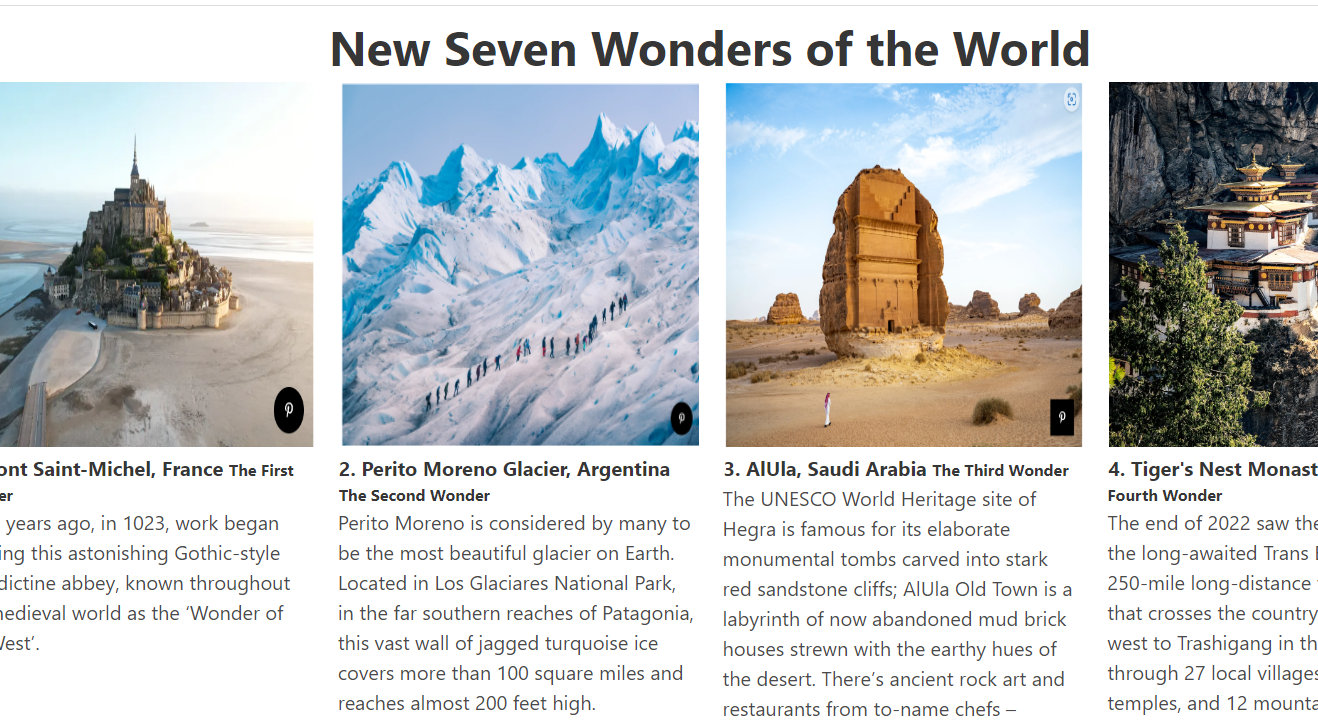 New Seven Wonders of the World
ont Saint-Michel, France The First
er
years ago, in 1023, work began
ing this astonishing Gothic-style
dictine abbey, known throughout
nedieval world as the ‘Wonder of
Vest’.
2. Perito Moreno Glacier, Argentina
The Second Wonder
Perito Moreno is considered by many to
be the most beautiful glacier on Earth.
Located in Los Glaciares National Park,
in the far southern reaches of Patagonia,
this vast wall of jagged turquoise ice
covers more than 100 square miles and
reaches almost 200 feet high.
3. AlUla, Saudi Arabia The Third Wonder
The UNESCO World Heritage site of
Hegra is famous for its elaborate
monumental tombs carved into stark
red sandstone cliffs; AlUla Old Town is a
labyrinth of now abandoned mud brick
houses strewn with the earthy hues of
the desert. There’s ancient rock art and
restaurants from to-name chefs –
4. Tiger's Nest Monast
Fourth Wonder
The end of 2022 saw the
the long-awaited Trans B
250-mile long-distance
that crosses the country
west to Trashigang in th
through 27 local villages
temples, and 12 mounta